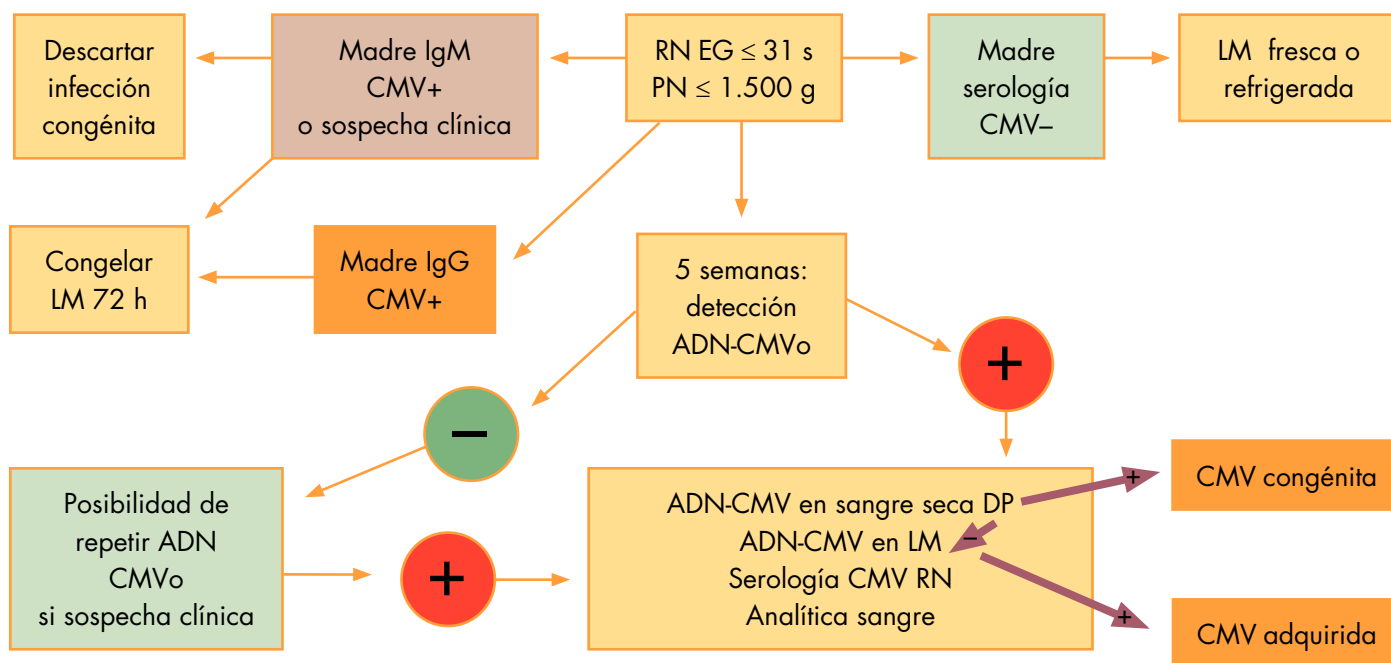 Descartar
infección
congénita
Madre IgM
CMV+
o sospecha clínica
RN EG ≤ 31 s
PN ≤ 1.500 g
Madre
serología
CMV–
LM fresca o
refrigerada
Congelar
LM 72 h
Madre IgG
CMV+
5 semanas:
detección
ADN-CMVo
+
–
Posibilidad de
repetir ADN
CMVo
si sospecha clínica
+
ADN-CMV en sangre seca DP
ADN-CMV en LM
Serología CMV RN
Analítica sangre
+
–
+
CMV congénita
CMV adquirida